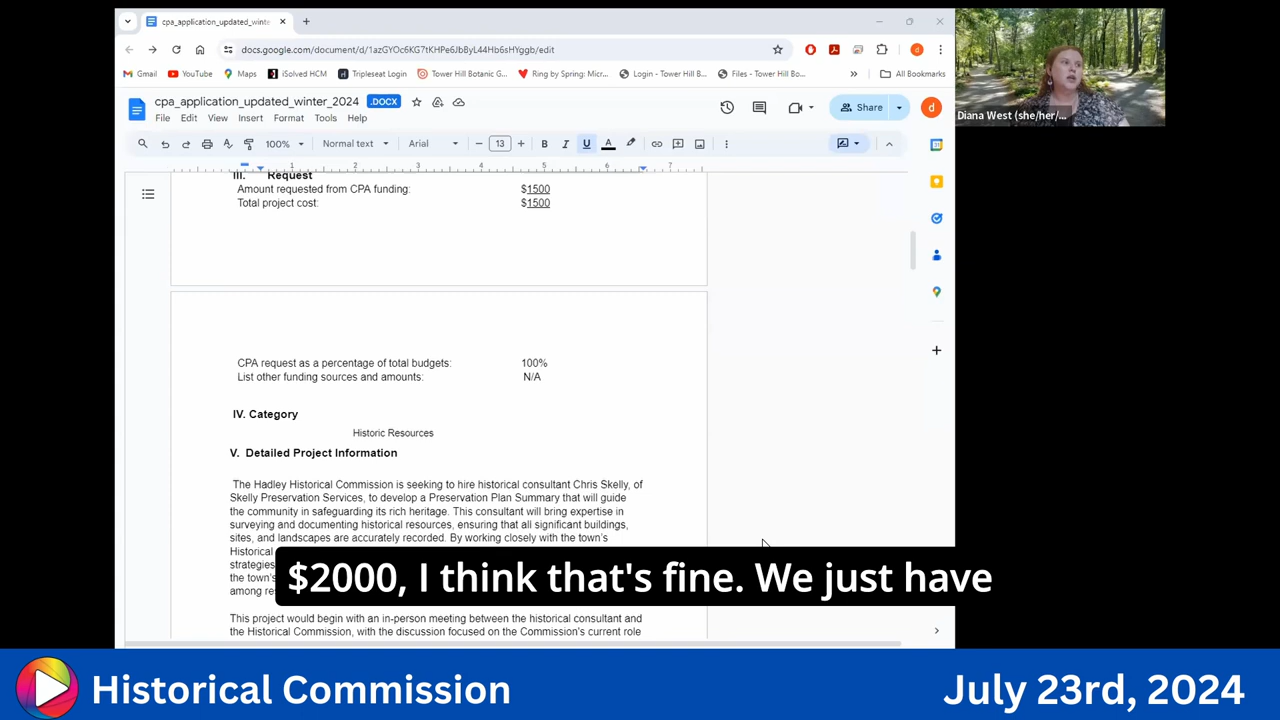 cpa_application_updated_winte
docs.google.com/document/d/1azGYOc6KG7tKHPe6JbByL44Hb6sHYggb/edit
Gmail YouTube Maps iSolved HCM Tripleseat Login Tower Hill Botanic G... Ring by Spring: Micr... Login - Tower Hill B... Files - Tower Hill Bo... All Bookmarks
Diana West (she/her/...
cpa_application_updated_winter_2024 .DOCX
File Edit View Insert Format Tools Help
Share d
100% Normal text Arial 13 B I U A
1 2 3 4 5 6 7
III. Request
Amount requested from CPA funding: $1500
Total project cost: $1500
CPA request as a percentage of total budgets: 100%
List other funding sources and amounts: N/A
IV. Category
Historic Resources
V. Detailed Project Information
The Hadley Historical Commission is seeking to hire historical consultant Chris Skelly, of
Skelly Preservation Services, to develop a Preservation Plan Summary that will guide
the community in safeguarding its rich heritage. This consultant will bring expertise in
surveying and documenting historical resources, ensuring that all significant buildings,
sites, and landscapes are accurately recorded. By working closely with the town's
Historical
strategies
the town's
among re
$2000, I think that's fine. We just have
This project would begin with an in-person meeting between the historical consultant and
the Historical Commission, with the discussion focused on the Commission's current role
Historical Commission July 23rd, 2024